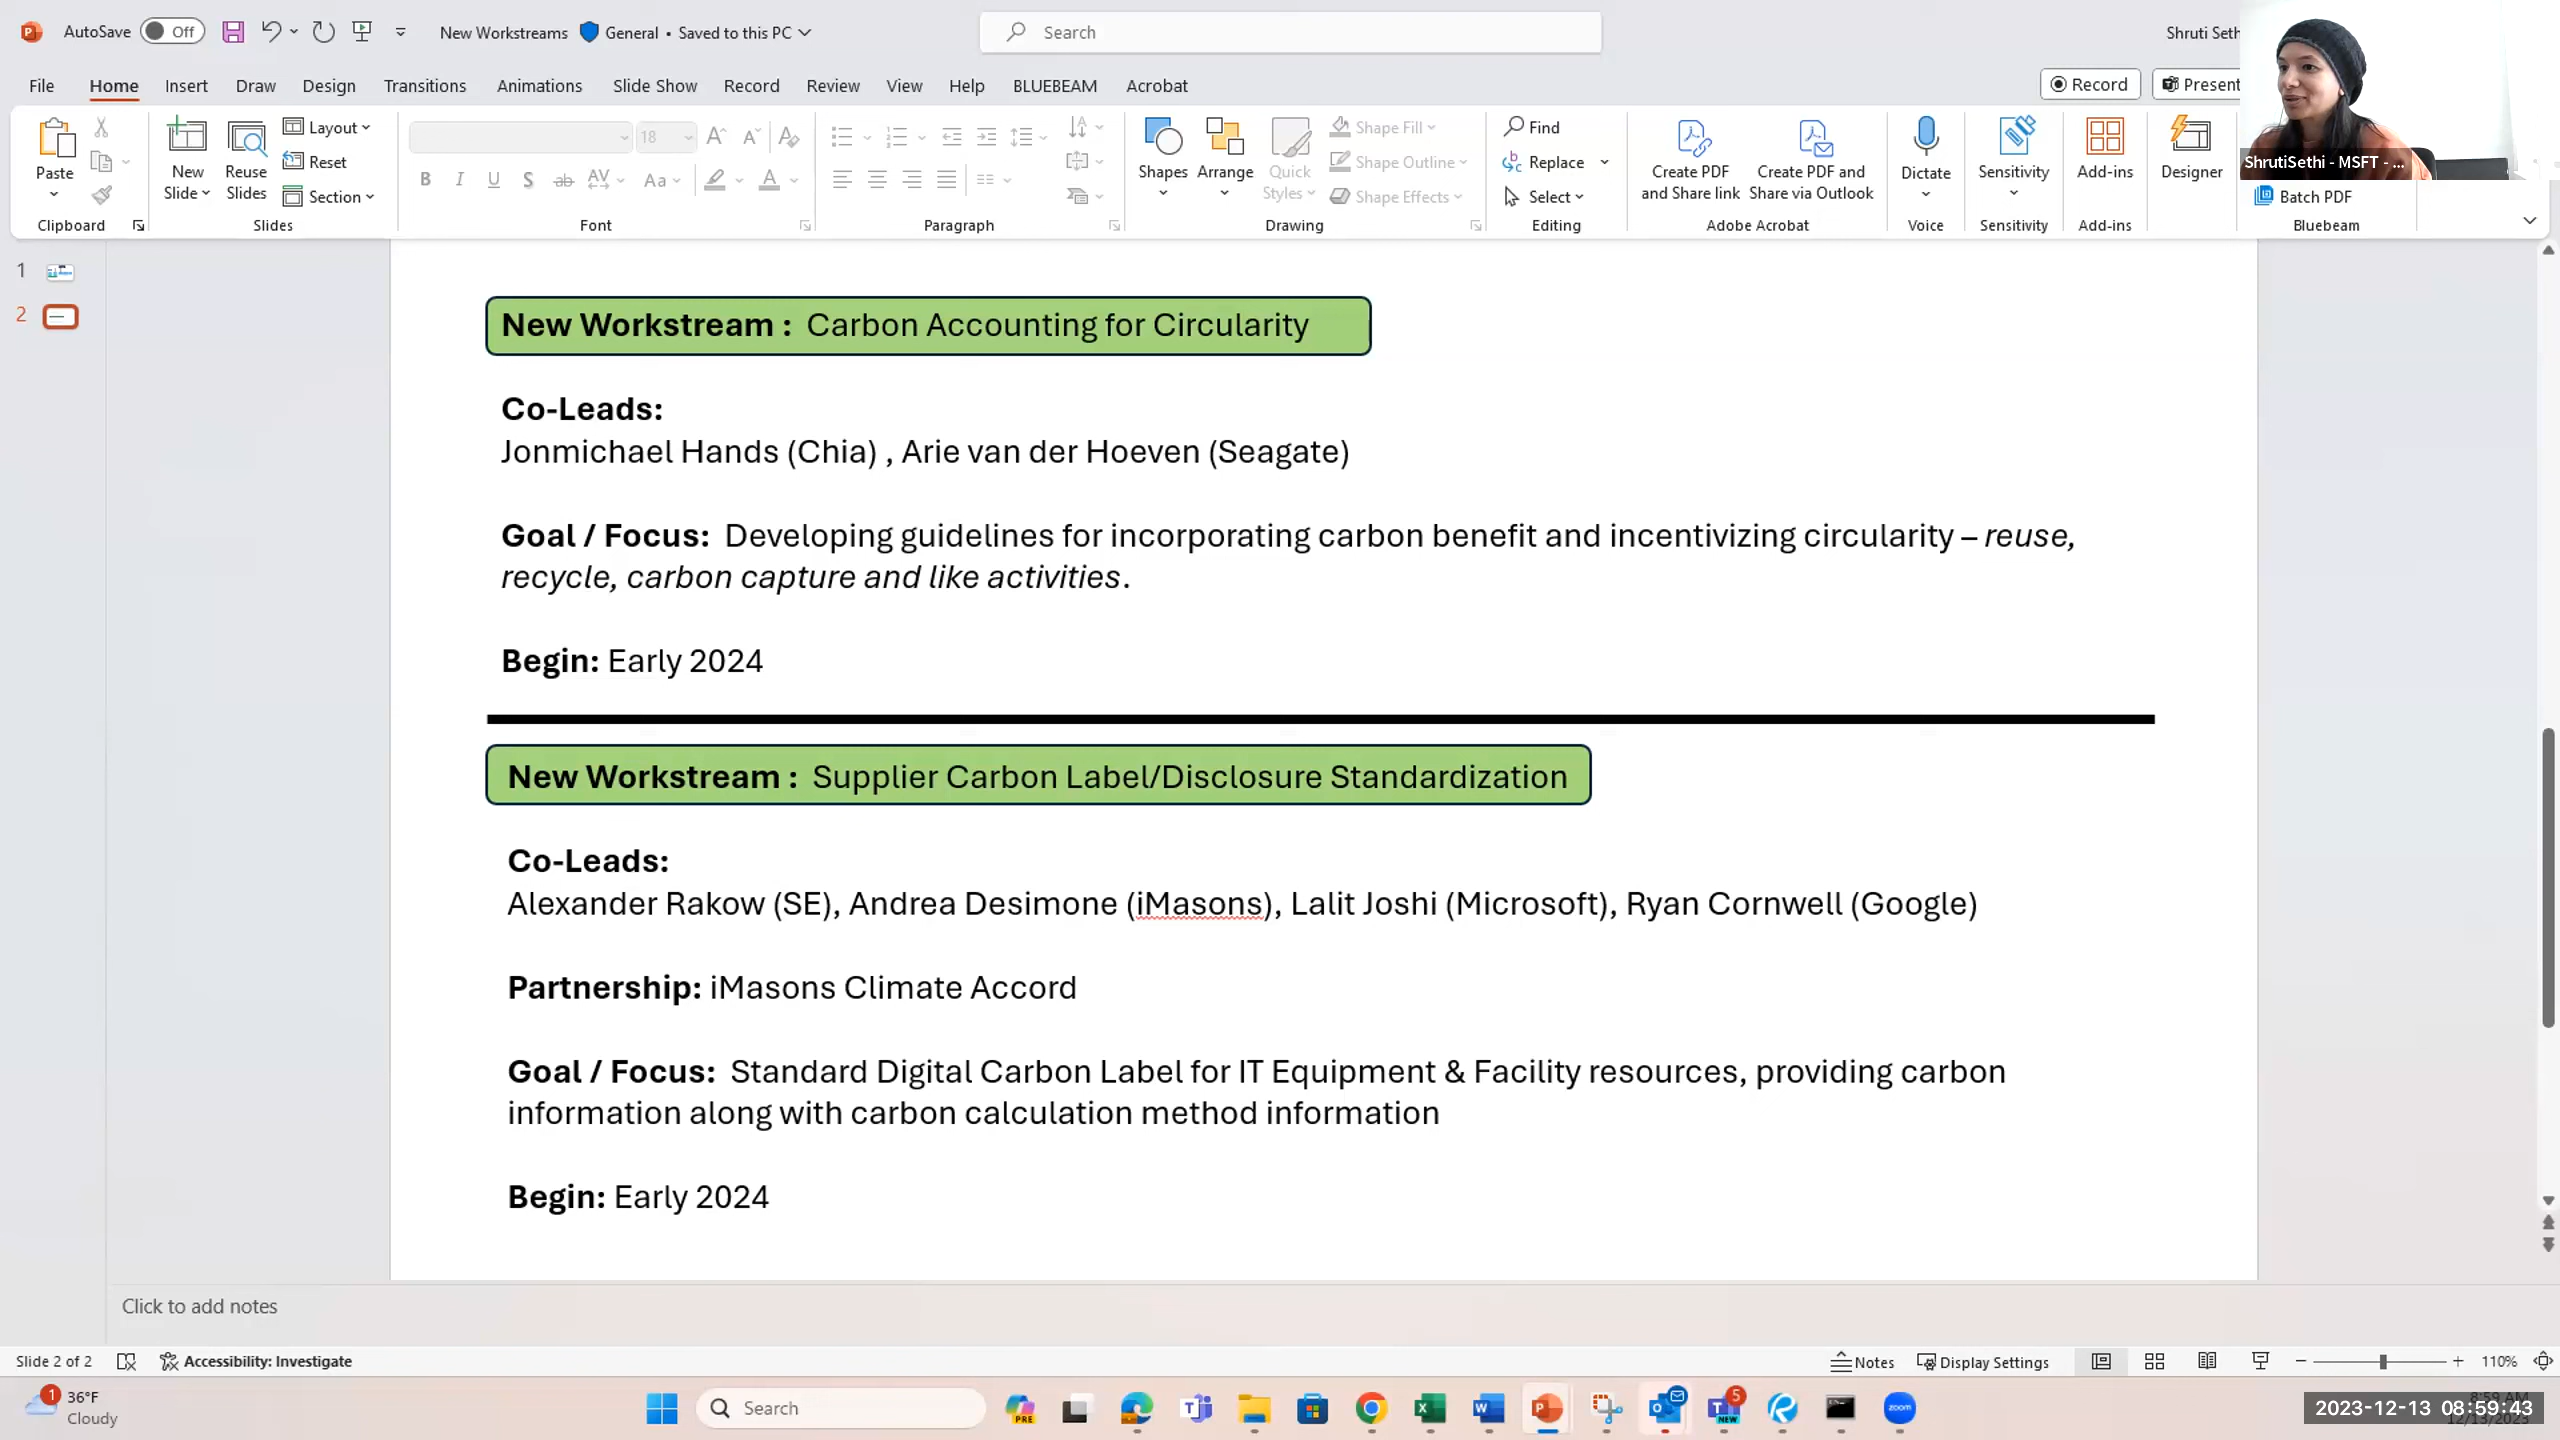 AutoSave Off New Workstreams General • Saved to this PC Search Shruti Seth
File Home Insert Draw Design Transitions Animations Slide Show Record Review View Help BLUEBEAM Acrobat Record Present
Paste
New Slide
Reuse Slides
Layout
Reset
Section
18
Shapes
Arrange
Quick Styles
Shape Fill
Shape Outline
Shape Effects
Find
Replace
Select
Create PDF and Share link
Create PDF and Share via Outlook
Dictate
Sensitivity
Add-ins
Designer
ShrutiSethi - MSFT - ...
Batch PDF
Clipboard Slides Font Paragraph Drawing Editing Adobe Acrobat Voice Sensitivity Add-ins Bluebeam
1
2
New Workstream : Carbon Accounting for Circularity
Co-Leads:
Jonmichael Hands (Chia) , Arie van der Hoeven (Seagate)
Goal / Focus: Developing guidelines for incorporating carbon benefit and incentivizing circularity – reuse,
recycle, carbon capture and like activities.
Begin: Early 2024
New Workstream : Supplier Carbon Label/Disclosure Standardization
Co-Leads:
Alexander Rakow (SE), Andrea Desimone (iMasons), Lalit Joshi (Microsoft), Ryan Cornwell (Google)
Partnership: iMasons Climate Accord
Goal / Focus: Standard Digital Carbon Label for IT Equipment & Facility resources, providing carbon
information along with carbon calculation method information
Begin: Early 2024
Click to add notes
Slide 2 of 2 Accessibility: Investigate Notes Display Settings 110%
1 36°F
Cloudy
Search
PRE
5
NEW
zoom
2023-12-13 08:59:43